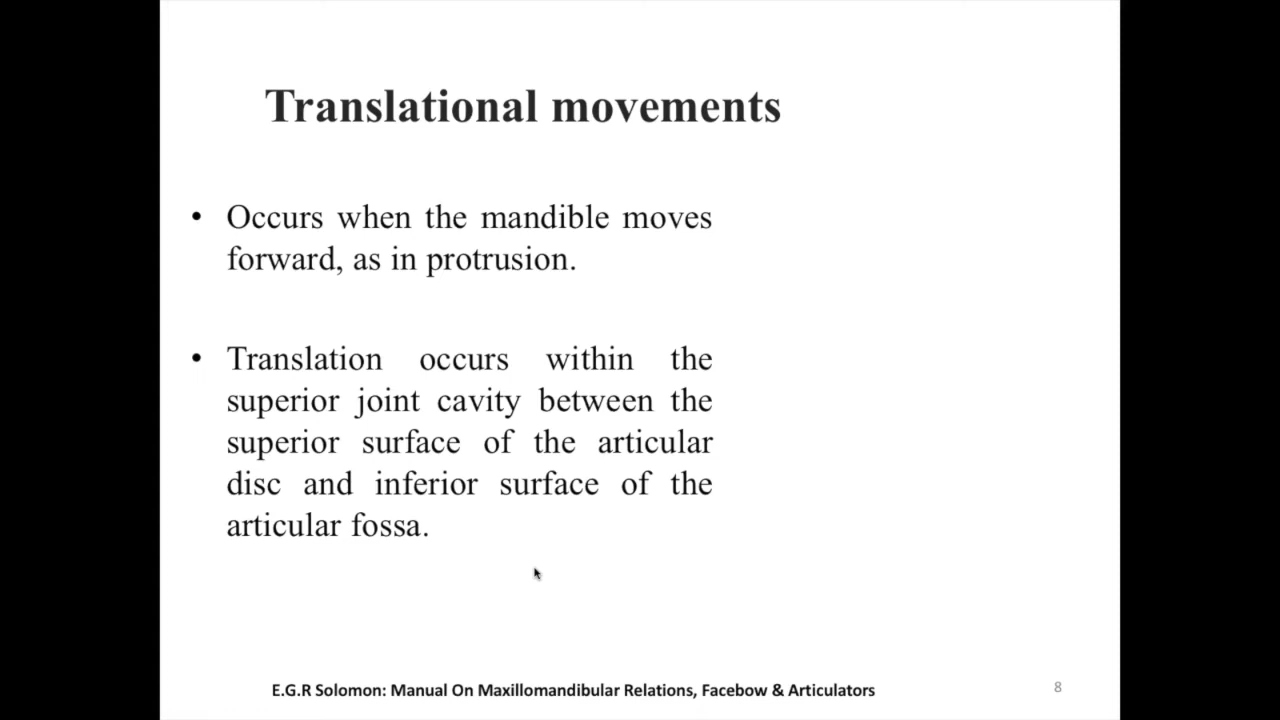 Translational movements
• Occurs when the mandible moves
forward, as in protrusion.
• Translation occurs within the
superior joint cavity between the
superior surface of the articular
disc and inferior surface of the
articular fossa.
E.G.R Solomon: Manual On Maxillomandibular Relations, Facebow & Articulators
8